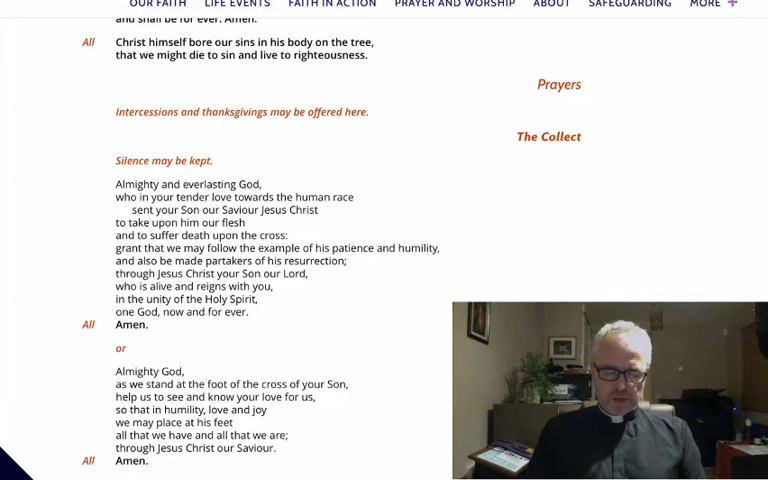 OUR FAITH LIFE EVENTS FAITH IN ACTION PRAYER AND WORSHIP ABOUT SAFEGUARDING MORE +
and shall be for ever. Amen.
All Christ himself bore our sins in his body on the tree,
that we might die to sin and live to righteousness.
Prayers
Intercessions and thanksgivings may be offered here.
The Collect
Silence may be kept.
Almighty and everlasting God,
who in your tender love towards the human race
sent your Son our Saviour Jesus Christ
to take upon him our flesh
and to suffer death upon the cross:
grant that we may follow the example of his patience and humility,
and also be made partakers of his resurrection;
through Jesus Christ your Son our Lord,
who is alive and reigns with you,
in the unity of the Holy Spirit,
one God, now and for ever.
All Amen.
or
Almighty God,
as we stand at the foot of the cross of your Son,
help us to see and know your love for us,
so that in humility, love and joy
we may place at his feet
all that we have and all that we are;
through Jesus Christ our Saviour.
All Amen.